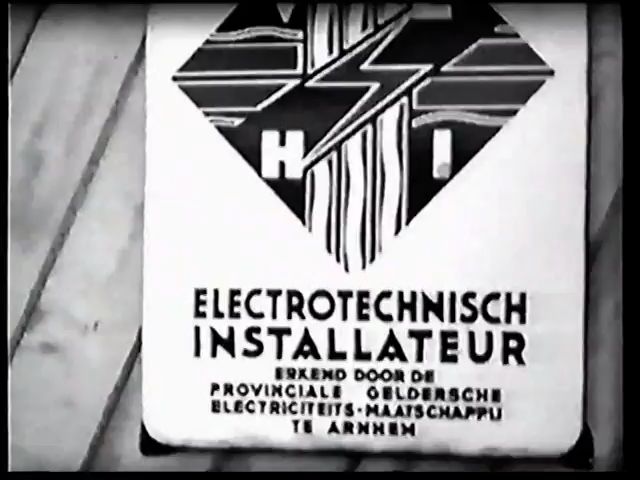 H I
ELECTROTECHNISCH
INSTALLATEUR
ERKEND DOOR DE
PROVINCIALE GELDERSCHE
ELECTRICITEITS-MAATSCHAPPIJ
TE ARNHEM